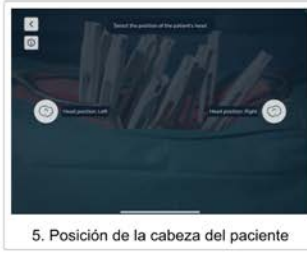 Select the position of the patient's head
Head position: Left
Head position: Right
5. Posición de la cabeza del paciente